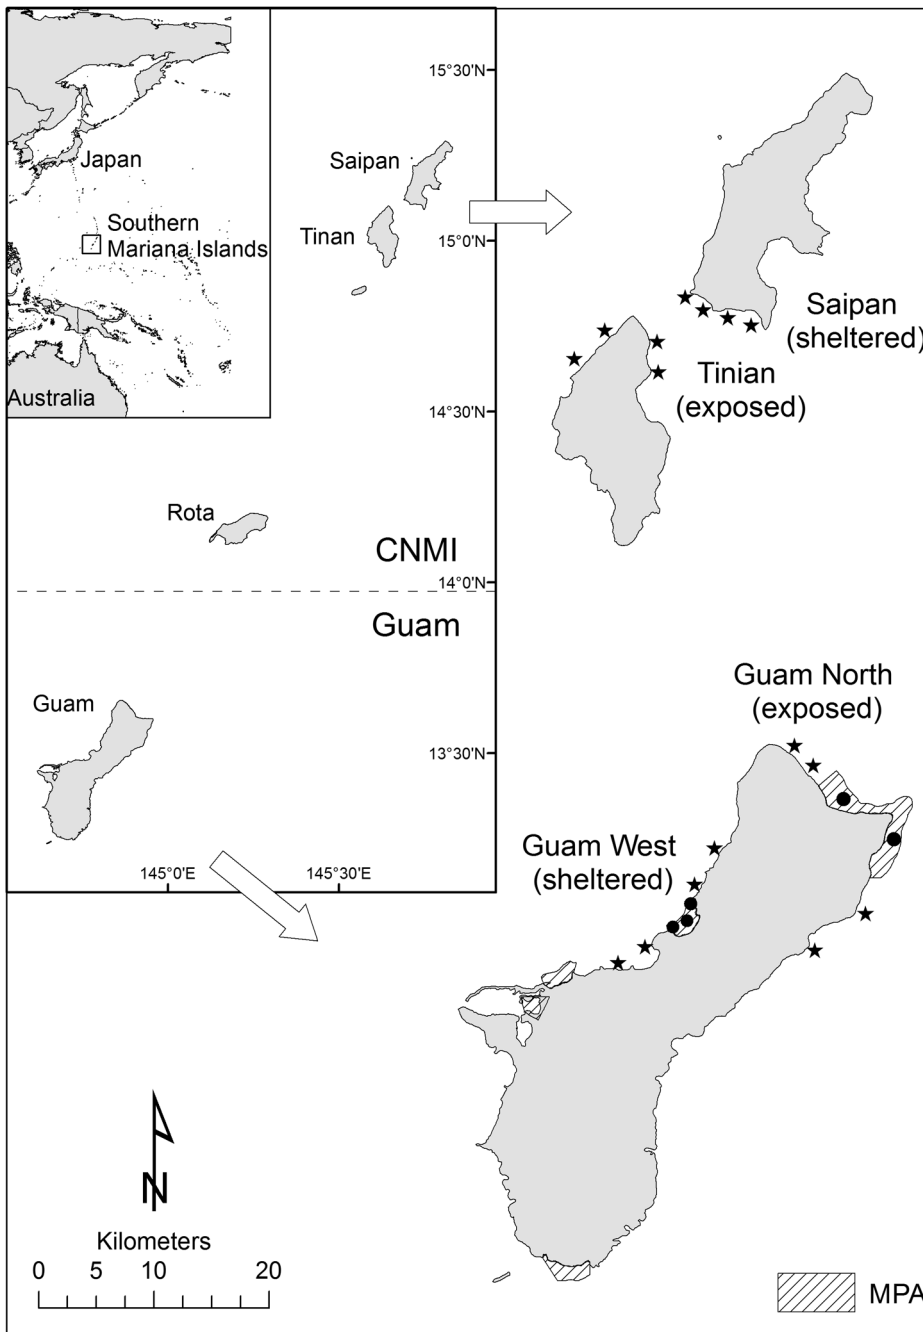 15°30'N
Japan
Saipan
Southern
Mariana Islands
Tinan
15°0'N
Saipan
(sheltered)
Tinian
(exposed)
Australia
14°30'N
Rota
CNMI
14°0'N
Guam
Guam North
(exposed)
Guam
13°30'N
Guam West
(sheltered)
145°0'E
145°30'E
N
Kilometers
0 5 10 20
MPA